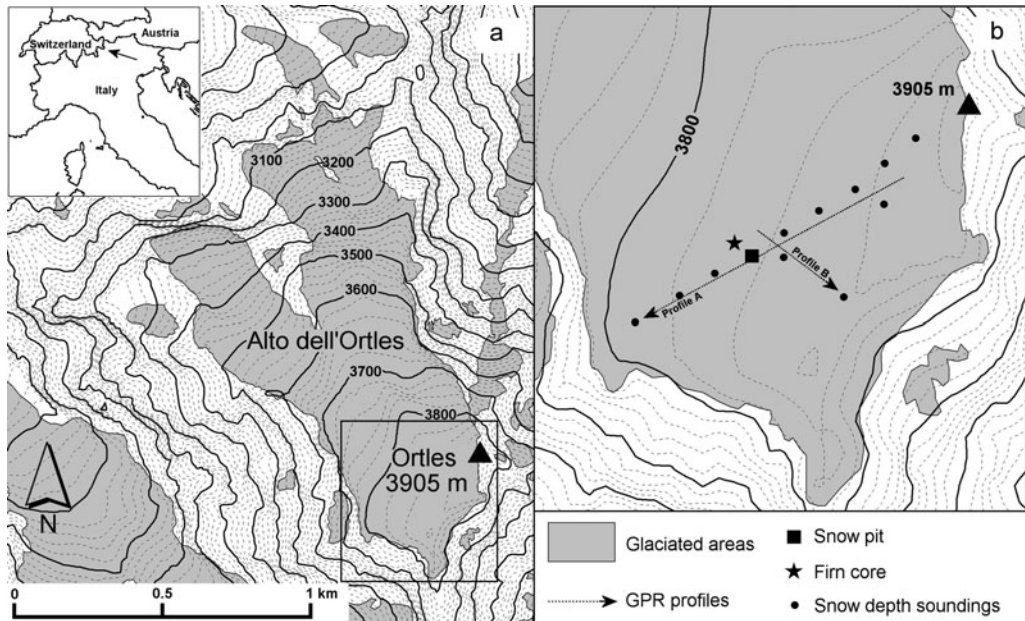 Switzerland
Austria
Italy
a
0
3100
3200
3300
3400
3500
3600
Alto dell'Ortles
3700
3800
Ortles
3905 m
N
0 0.5 1 km
b
3905 m
3800
Profile B
Profile A
Glaciated areas
GPR profiles
Snow pit
Firn core
Snow depth soundings